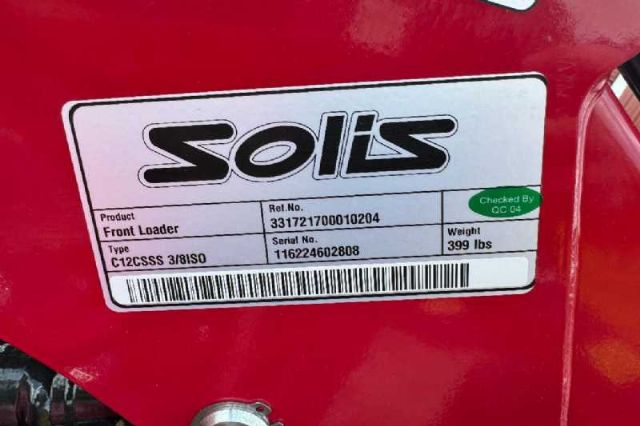 Solis
Product
Front Loader
Ref.No.
331721700010204
Checked By
QC 04
Type
C12CSSS 3/8ISO
Serial No.
116224602808
Weight
399 lbs